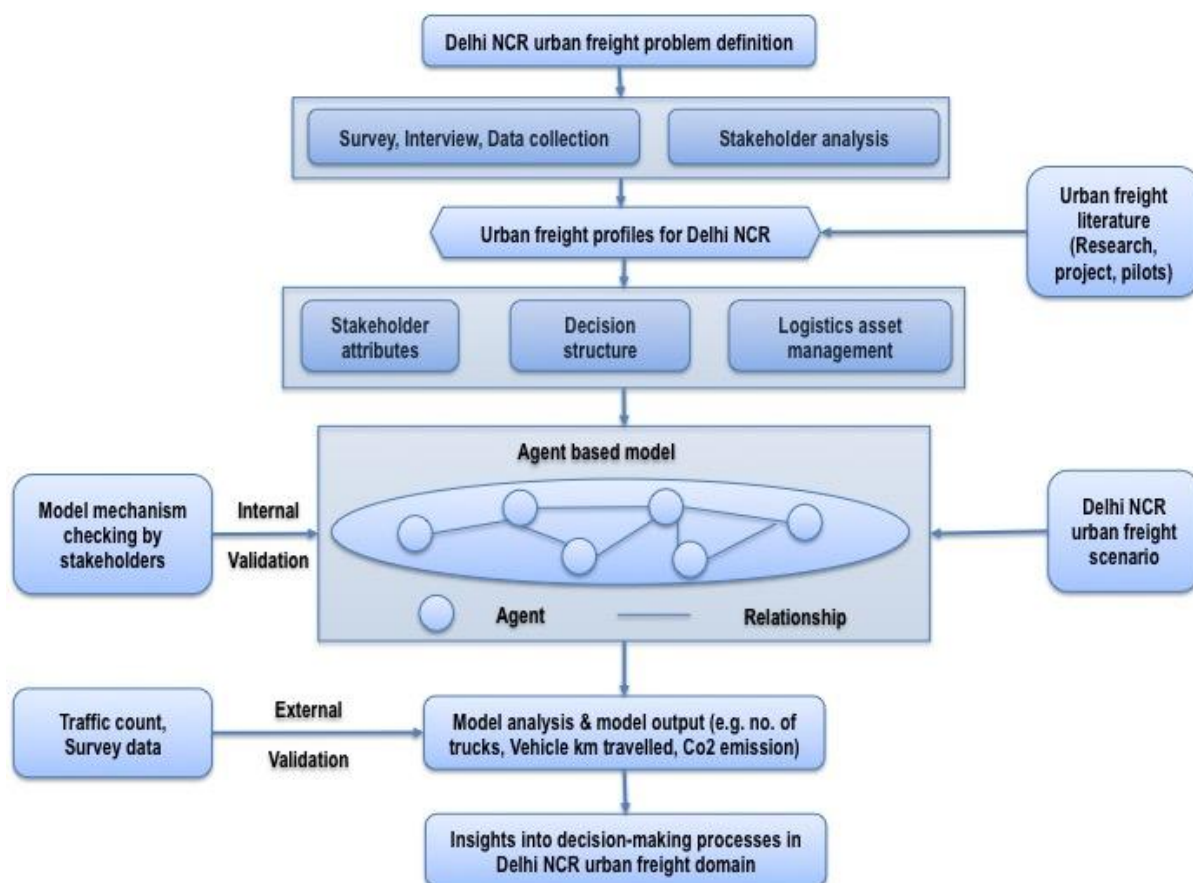 Delhi NCR urban freight problem definition
Survey, Interview, Data collection
Stakeholder analysis
Urban freight profiles for Delhi NCR
Urban freight
literature
(Research,
project, pilots)
Stakeholder
attributes
Decision
structure
Logistics asset
management
Agent based model
Model mechanism
checking by
stakeholders
Internal
Validation
Delhi NCR
urban freight
scenario
Agent
Relationship
Traffic count,
Survey data
External
Validation
Model analysis & model output (e.g. no. of
trucks, Vehicle km travelled, Co2 emission)
Insights into decision-making processes in
Delhi NCR urban freight domain